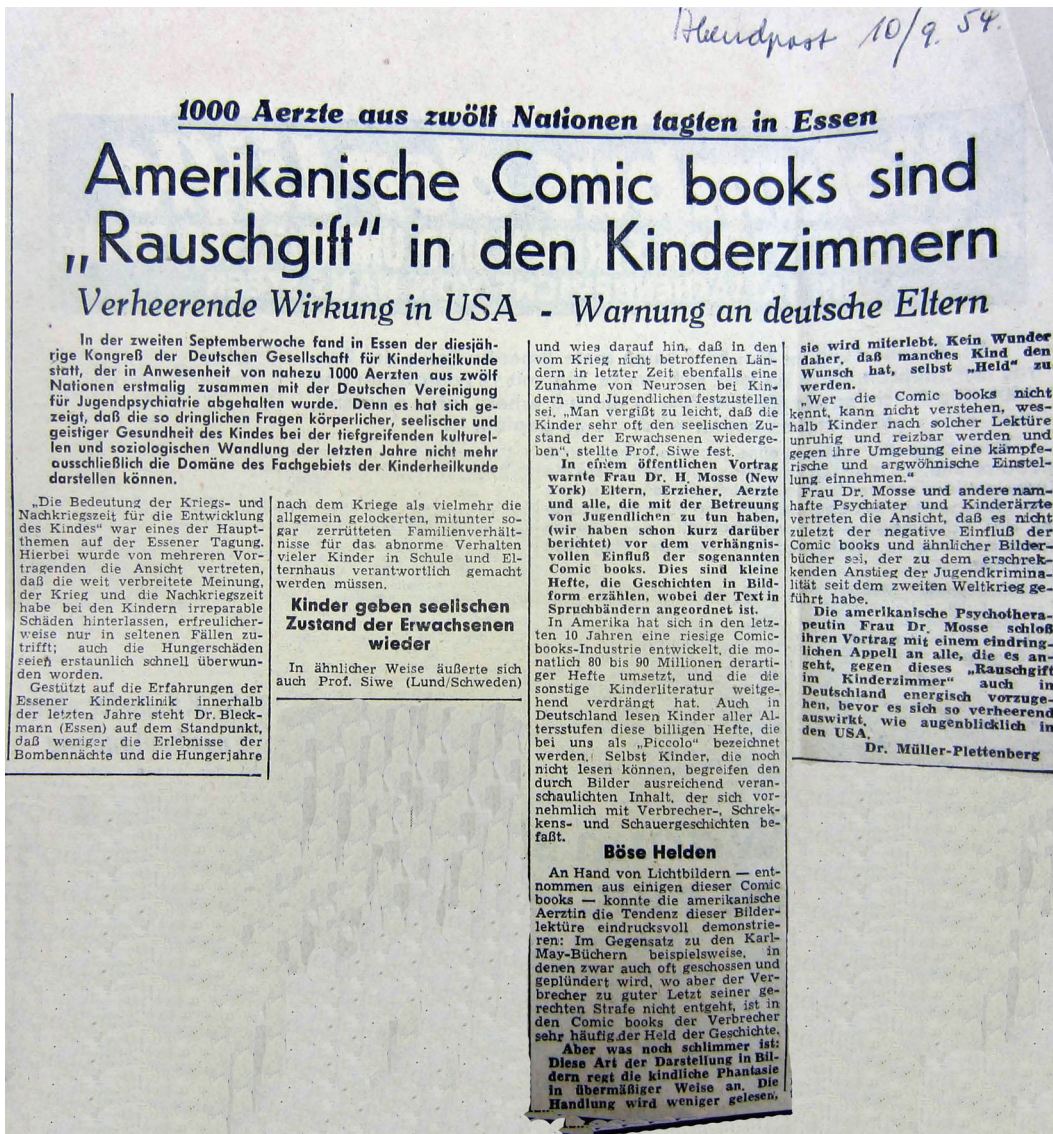 Abendpost 10/9. 54.
1000 Aerzte aus zwölf Nationen tagten in Essen
Amerikanische Comic books sind
„Rauschgift" in den Kinderzimmern
Verheerende Wirkung in USA - Warnung an deutsche Eltern
In der zweiten Septemberwoche fand in Essen der diesjäh-
rige Kongreß der Deutschen Gesellschaft für Kinderheilkunde
statt, der in Anwesenheit von nahezu 1000 Aerzten aus zwölf
Nationen erstmalig zusammen mit der Deutschen Vereinigung
für Jugendpsychiatrie abgehalten wurde. Denn es hat sich ge-
zeigt, daß die so dringlichen Fragen körperlicher, seelischer und
geistiger Gesundheit des Kindes bei der tiefgreifenden kulturel-
len und soziologischen Wandlung der letzten Jahre nicht mehr
ausschließlich die Domäne des Fachgebiets der Kinderheilkunde
darstellen können.
„Die Bedeutung der Kriegs- und
Nachkriegszeit für die Entwicklung
des Kindes" war eines der Haupt-
themen auf der Essener Tagung.
Hierbei wurde von mehreren Vor-
tragenden die Ansicht vertreten,
daß die weit verbreitete Meinung,
der Krieg und die Nachkriegszeit
habe bei den Kindern irreparable
Schäden hinterlassen, erfreulicher-
weise nur in seltenen Fällen zu-
trifft; auch die Hungerschäden
seien erstaunlich schnell überwun-
den worden.
Gestützt auf die Erfahrungen der
Essener Kinderklinik innerhalb
der letzten Jahre steht Dr. Bleck-
mann (Essen) auf dem Standpunkt,
daß weniger die Erlebnisse der
Bombennächte und die Hungerjahre
nach dem Kriege als vielmehr die
allgemein gelockerten, mitunter so-
gar zerrütteten Familienverhält-
nisse für das abnorme Verhalten
vieler Kinder in Schule und El-
ternhaus verantwortlich gemacht
werden müssen.
Kinder geben seelischen
Zustand der Erwachsenen
wieder
In ähnlicher Weise äußerte sich
auch Prof. Siwe (Lund/Schweden)
und wies darauf hin, daß in den
vom Krieg nicht betroffenen Län-
dern in letzter Zeit ebenfalls eine
Zunahme von Neurosen bei Kin-
dern und Jugendlichen festzustellen
sei. „Man vergißt zu leicht, daß die
Kinder sehr oft den seelischen Zu-
stand der Erwachsenen wiederge-
ben", stellte Prof. Siwe fest.
In einem öffentlichen Vortrag
warnte Frau Dr. H. Mosse (New
York) Eltern, Erzieher, Aerzte
und alle, die mit der Betreuung
von Jugendlichen zu tun haben,
(wir haben schon kurz darüber
berichtet) vor dem verhängnis-
vollen Einfluß der sogenannten
Comic books. Dies sind kleine
Hefte, die Geschichten in Bild-
form erzählen, wobei der Text in
Spruchbändern angeordnet ist.
In Amerika hat sich in den letz-
ten 10 Jahren eine riesige Comic-
books-Industrie entwickelt, die mo-
natlich 80 bis 90 Millionen derarti-
ger Hefte umsetzt, und die die
sonstige Kinderliteratur weitge-
hend verdrängt hat. Auch in
Deutschland lesen Kinder aller Al-
tersstufen diese billigen Hefte, die
bei uns als „Piccolo" bezeichnet
werden. Selbst Kinder, die noch
nicht lesen können, begreifen den
durch Bilder ausreichend veran-
schaulichten Inhalt, der sich vor-
nehmlich mit Verbrecher-, Schrek-
kens- und Schauergeschichten be-
faßt.
Böse Helden
An Hand von Lichtbildern — ent-
nommen aus einigen dieser Comic
books — konnte die amerikanische
Aerztin die Tendenz dieser Bilder-
lektüre eindrucksvoll demonstrie-
ren: Im Gegensatz zu den Karl-
May-Büchern beispielsweise, in
denen zwar auch oft geschossen und
geplündert wird, wo aber der Ver-
brecher zu guter Letzt seiner ge-
rechten Strafe nicht entgeht, ist in
den Comic books der Verbrecher
sehr häufig der Held der Geschichte.
Aber was noch schlimmer ist:
Diese Art der Darstellung in Bil-
dern regt die kindliche Phantasie
in übermäßiger Weise an. Die
Handlung wird weniger gelesen,
sie wird miterlebt. Kein Wunder
daher, daß manches Kind den
Wunsch hat, selbst „Held" zu
werden.
„Wer die Comic books nicht
kennt, kann nicht verstehen, wes-
halb Kinder nach solcher Lektüre
unruhig und reizbar werden und
gegen ihre Umgebung eine kämpfe-
rische und argwöhnische Einstel-
lung einnehmen."
Frau Dr. Mosse und andere nam-
hafte Psychiater und Kinderärzte
vertreten die Ansicht, daß es nicht
zuletzt der negative Einfluß der
Comic books und ähnlicher Bilder-
bücher sei, der zu dem erschrek-
kenden Anstieg der Jugendkrimina-
lität seit dem zweiten Weltkrieg ge-
führt habe.
Die amerikanische Psychothera-
peutin Frau Dr. Mosse schloß
ihren Vortrag mit einem eindring-
lichen Appell an alle, die es an-
geht, gegen dieses „Rauschgift
im Kinderzimmer" auch in
Deutschland energisch vorzuge-
hen, bevor es sich so verheerend
auswirkt, wie augenblicklich in
den USA.
Dr. Müller-Plettenberg